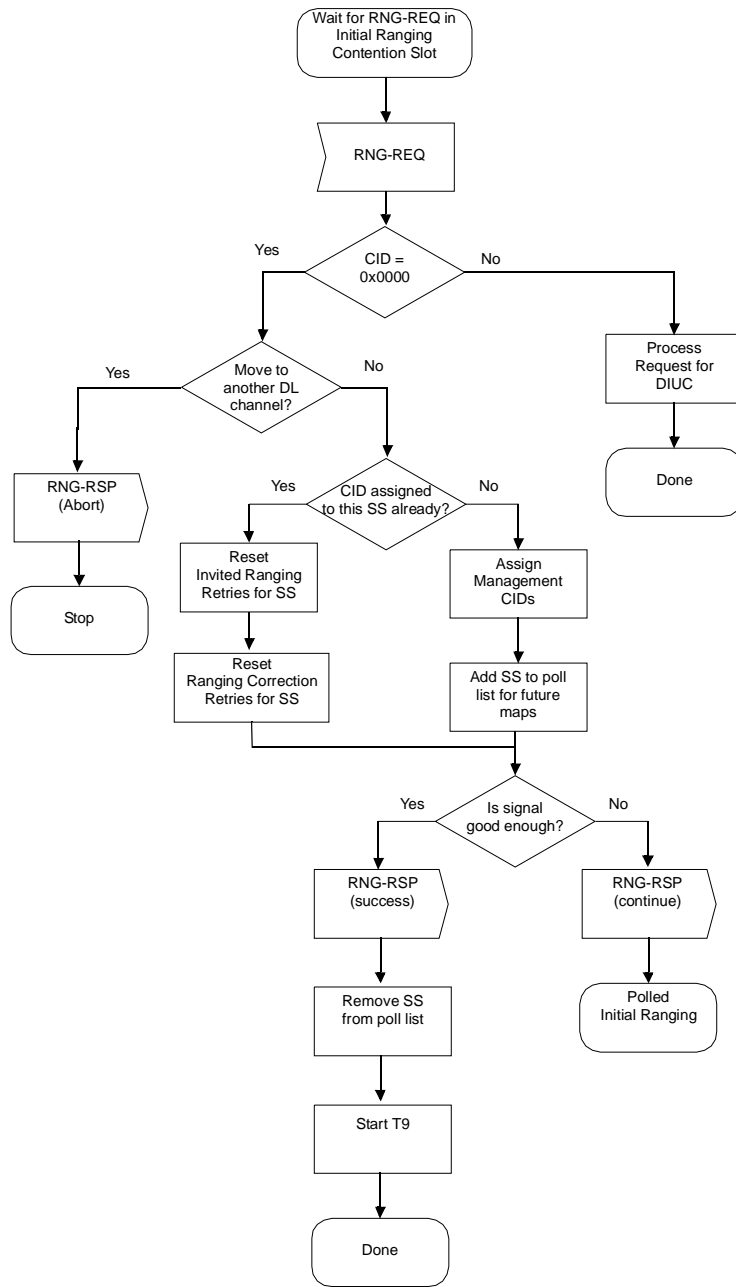 Wait for RNG-REQ in
Initial Ranging
Contention Slot
RNG-REQ
Yes
CID =
0x0000
No
Move to
another DL
channel?
Yes
No
Process
Request for
DIUC
RNG-RSP
(Abort)
Yes
CID assigned
to this SS already?
No
Done
Stop
Reset
Invited Ranging
Retries for SS
Assign
Management
CIDs
Reset
Ranging Correction
Retries for SS
Add SS to poll
list for future
maps
Yes
Is signal
good enough?
No
RNG-RSP
(success)
RNG-RSP
(continue)
Remove SS
from poll list
Polled
Initial Ranging
Start T9
Done